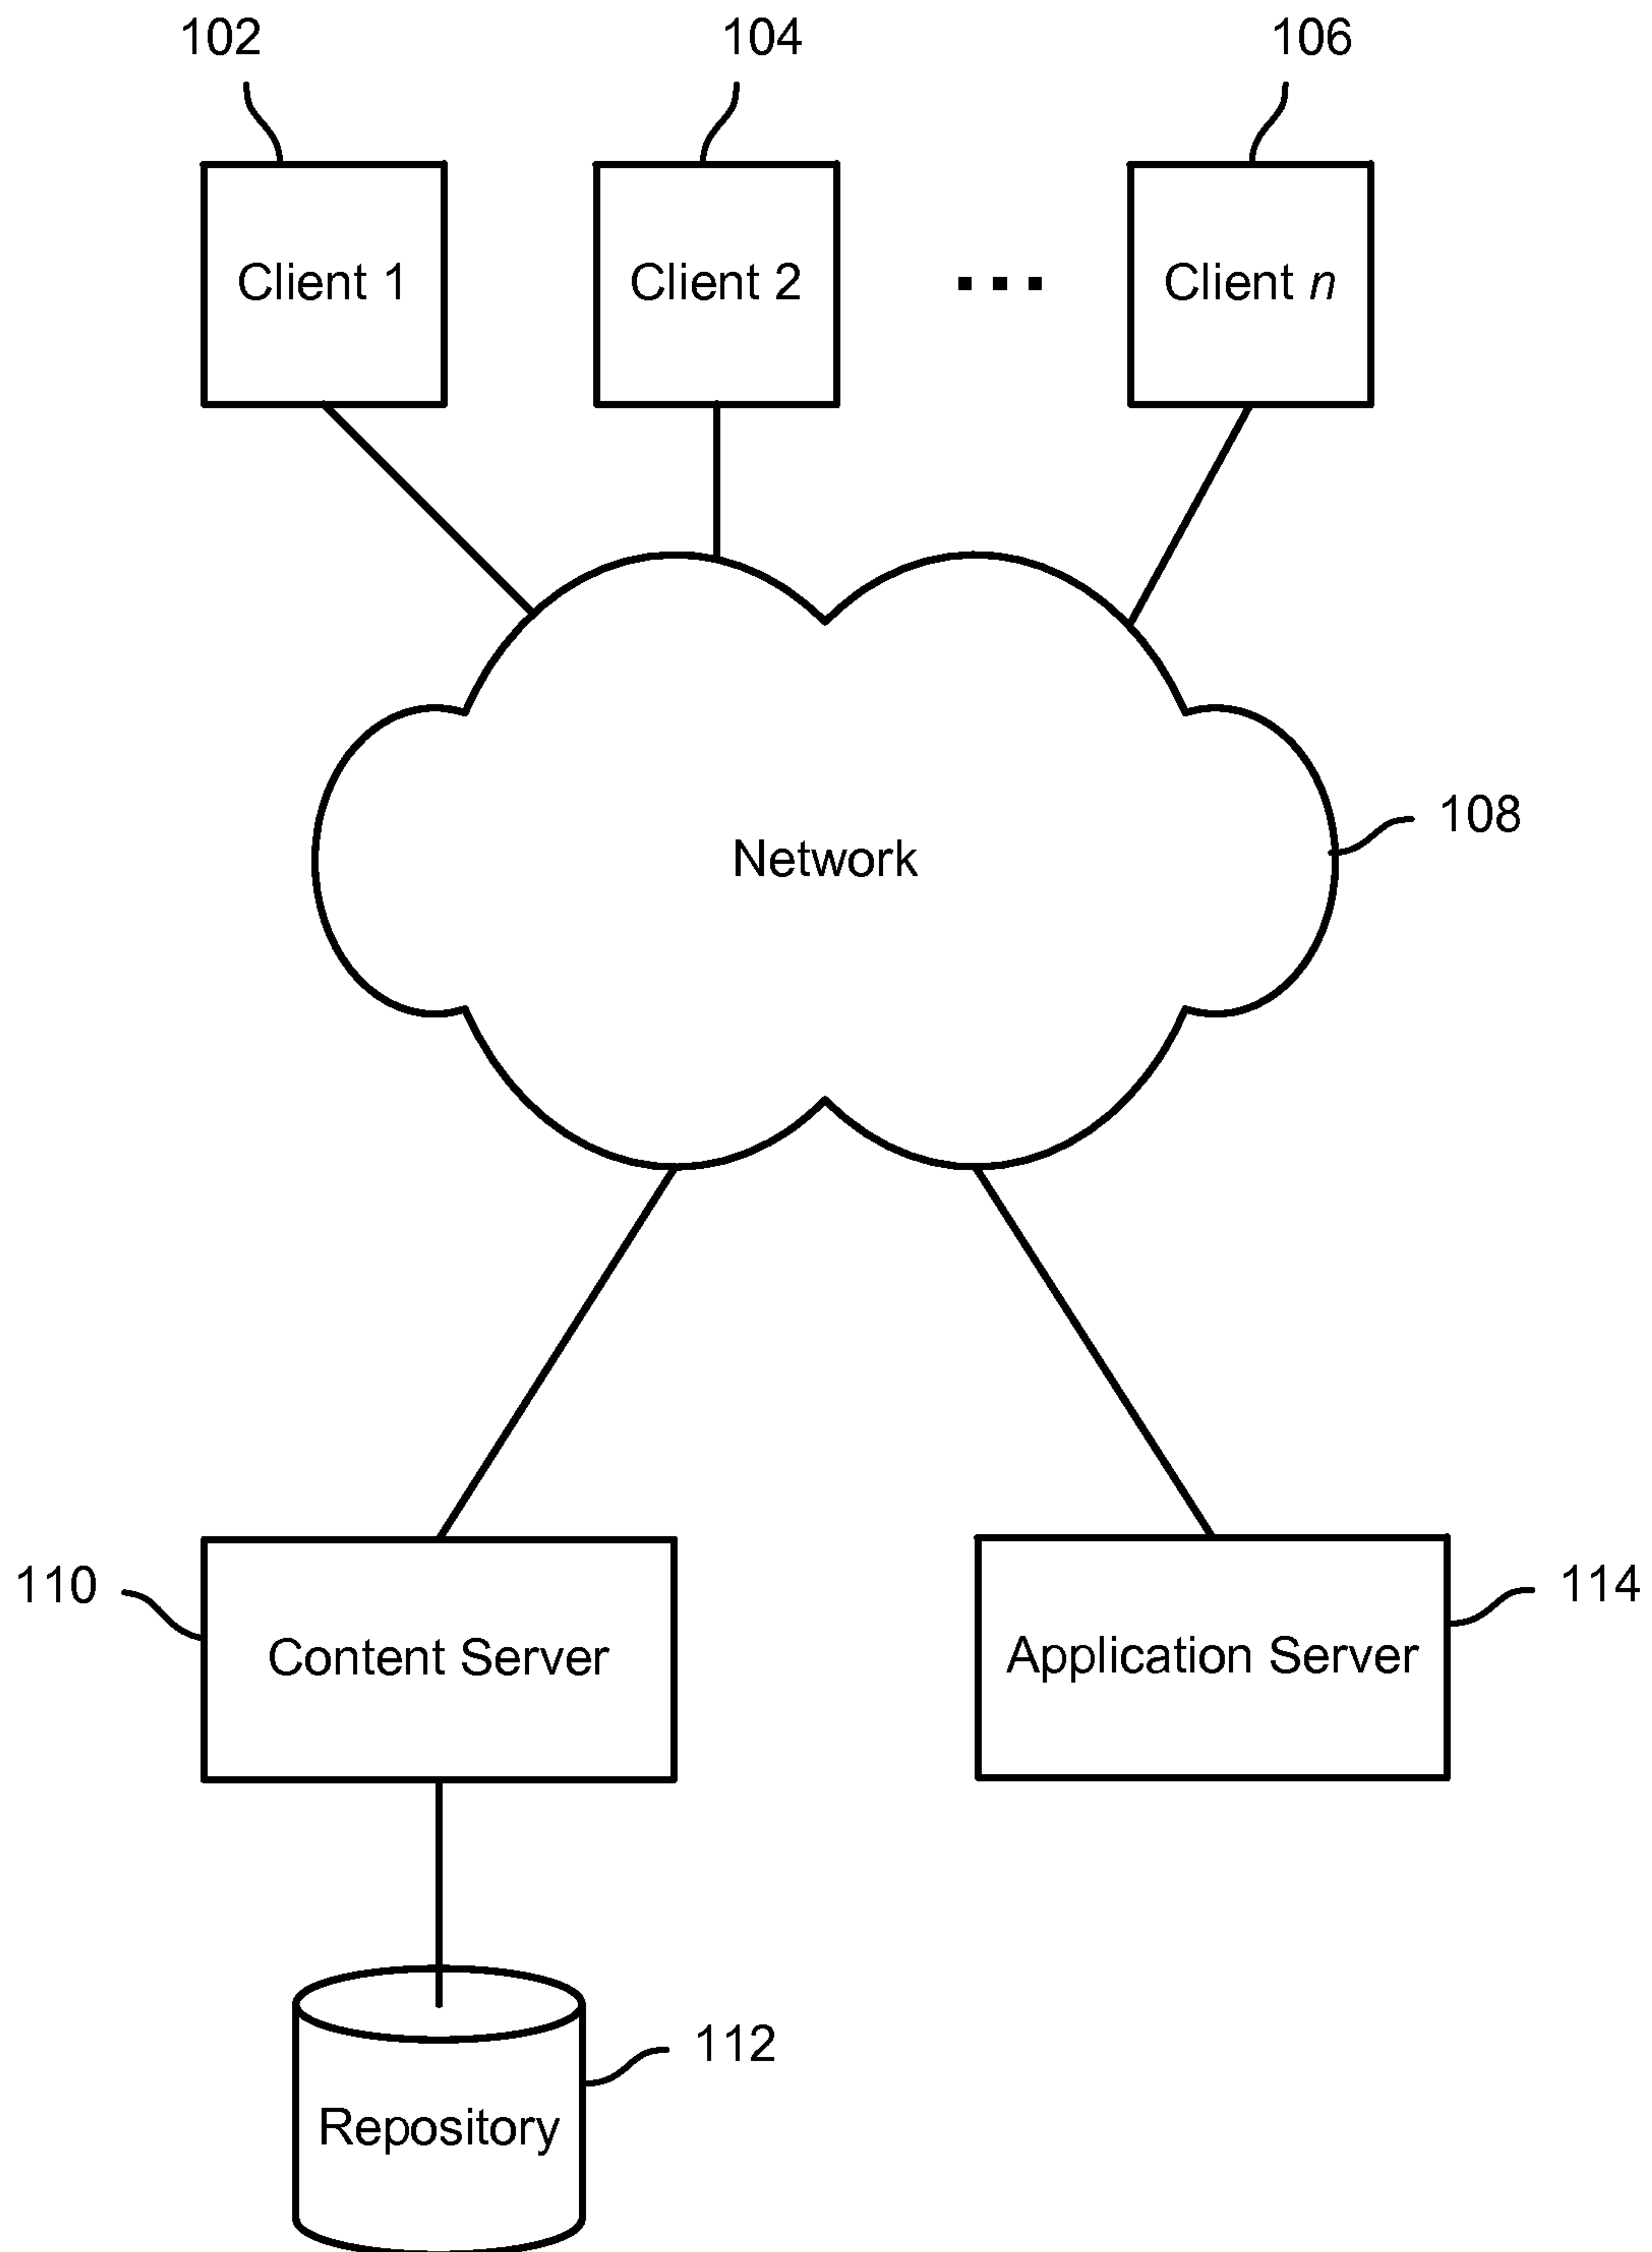 102 104 106
Client 1 Client 2 ... Client n
Network
108
110
Content Server
Application Server
114
112
Repository